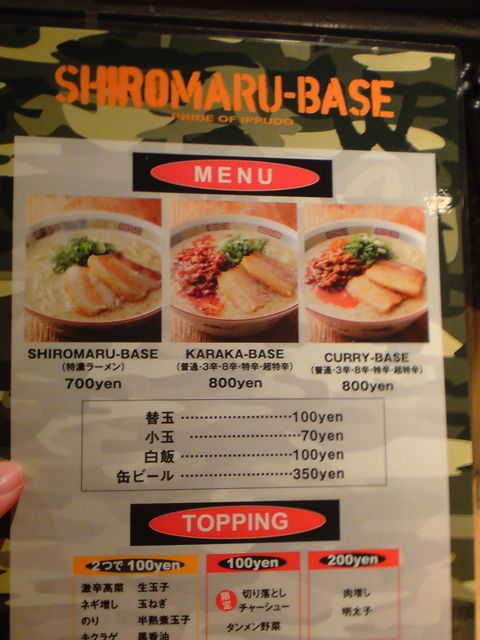 SHIROMARU-BASE
PRIDE OF IPPUDO
MENU
SHIROMARU-BASE
(特濃ラーメン)
700yen
KARAKA-BASE
(普通・3辛・8辛・特辛・超特辛)
800yen
CURRY-BASE
(普通・3辛・8辛・特辛・超特辛)
800yen
替玉……………………100yen
小玉……………………70yen
白飯……………………100yen
缶ビール……………………350yen
TOPPING
2つで100yen
激辛高菜 生玉子
ネギ増し 玉ねぎ
のり 半熟煮玉子
キクラゲ 黒香油
100yen
限定 切り落とし
チャーシュー
タンメン野菜
200yen
肉増し
明太子